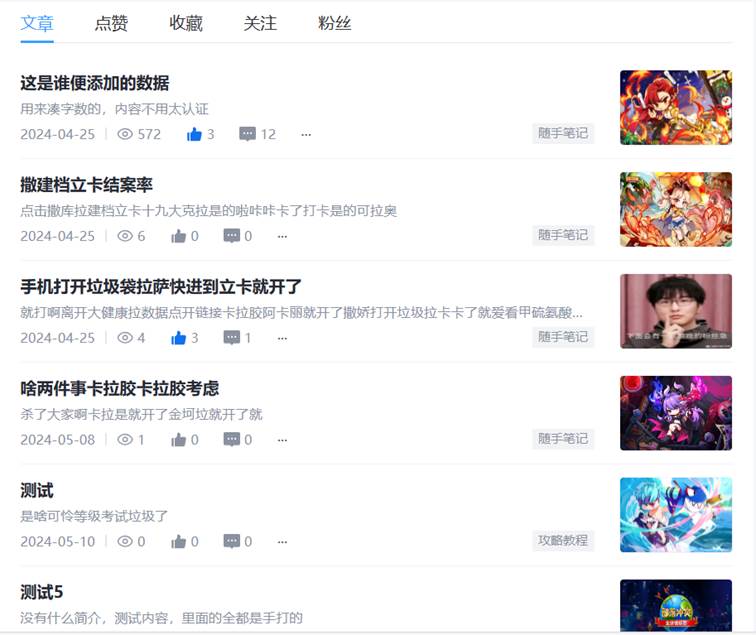 文章 点赞 收藏 关注 粉丝
这是谁便添加的数据
用来凑字数的，内容不用太认证
2024-04-25 572 3 12 ...
随手笔记
撒建档立卡结案率
点击撒库拉建档立卡十九大克拉是的啦咔咔卡了打卡是的可拉奥
2024-04-25 6 0 0 ...
随手笔记
手机打开垃圾袋拉萨快进到立卡就开了
就打啊离开大健康拉数据点开链接卡拉胶阿卡丽就开了撒娇打开垃圾拉卡卡了就爱看甲硫氨酸...
2024-04-25 4 3 1 ...
随手笔记
啥两件事卡拉胶卡拉胶考虑
杀了大家啊卡拉是就开了金坷垃就开了就
2024-05-08 1 0 0 ...
随手笔记
测试
是啥可怜等级考试垃圾了
2024-05-10 0 0 0 ...
攻略教程
测试5
没有什么简介，测试内容，里面的全都是手打的
部落冲突